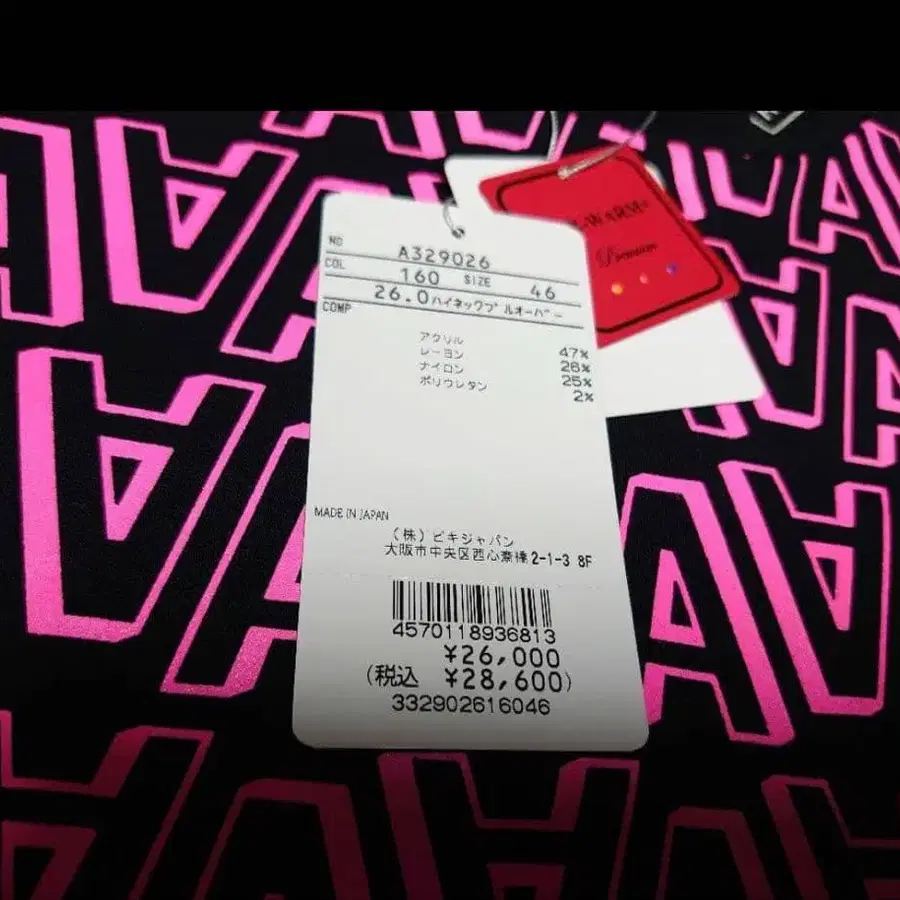 NO A329026
COL 160 SIZE 46
26.0ハイネックプルオーバー
COMP
アクリル 47%
レーヨン 26%
ナイロン 25%
ポリウレタン 2%
MADE IN JAPAN
(株)ビキジャパン
大阪市中央区西心斎橋2-1-3 8F
4570118936813
¥26,000
(税込 ¥28,600)
332902616046
WARM
Premium